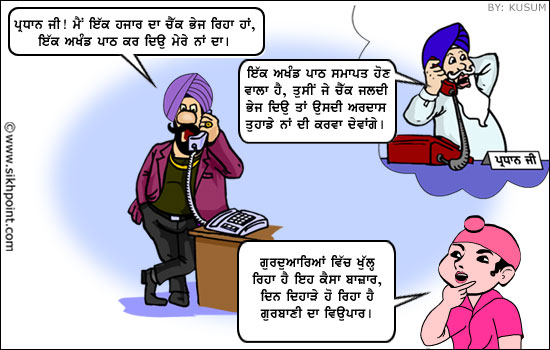 BY: KUSUM
ਪ੍ਰਧਾਨ ਜੀ! ਮੈਂ ਇੱਕ ਹਜਾਰ ਦਾ ਚੈੱਕ ਭੇਜ ਰਿਹਾ ਹਾਂ,
ਇੱਕ ਅਖੰਡ ਪਾਠ ਕਰ ਦਿਉ ਮੇਰੇ ਨਾਂ ਦਾ।
ਇੱਕ ਅਖੰਡ ਪਾਠ ਸਮਾਪਤ ਹੋਣ
ਵਾਲਾ ਹੈ, ਤੁਸੀਂ ਜੇ ਚੈੱਕ ਜਲਦੀ
ਭੇਜ ਦਿਉ ਤਾਂ ਉਸਦੀ ਅਰਦਾਸ
ਤੁਹਾਡੇ ਨਾਂ ਦੀ ਕਰਵਾ ਦੇਵਾਂਗੇ।
ਪ੍ਰਧਾਨ ਜੀ
©www.sikhpoint.com
ਗੁਰਦੁਆਰਿਆਂ ਵਿੱਚ ਖੁੱਲ੍ਹ
ਰਿਹਾ ਹੈ ਇਹ ਕੈਸਾ ਬਾਜ਼ਾਰ,
ਦਿਨ ਦਿਹਾੜੇ ਹੋ ਰਿਹਾ ਹੈ
ਗੁਰਬਾਣੀ ਦਾ ਵਿਉਪਾਰ।